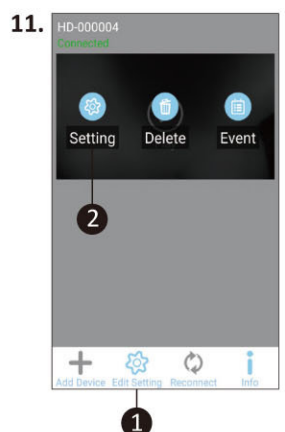 11.
HD-000004
Connected
Setting Delete Event
2
Add Device Edit Setting Reconnect Info
1